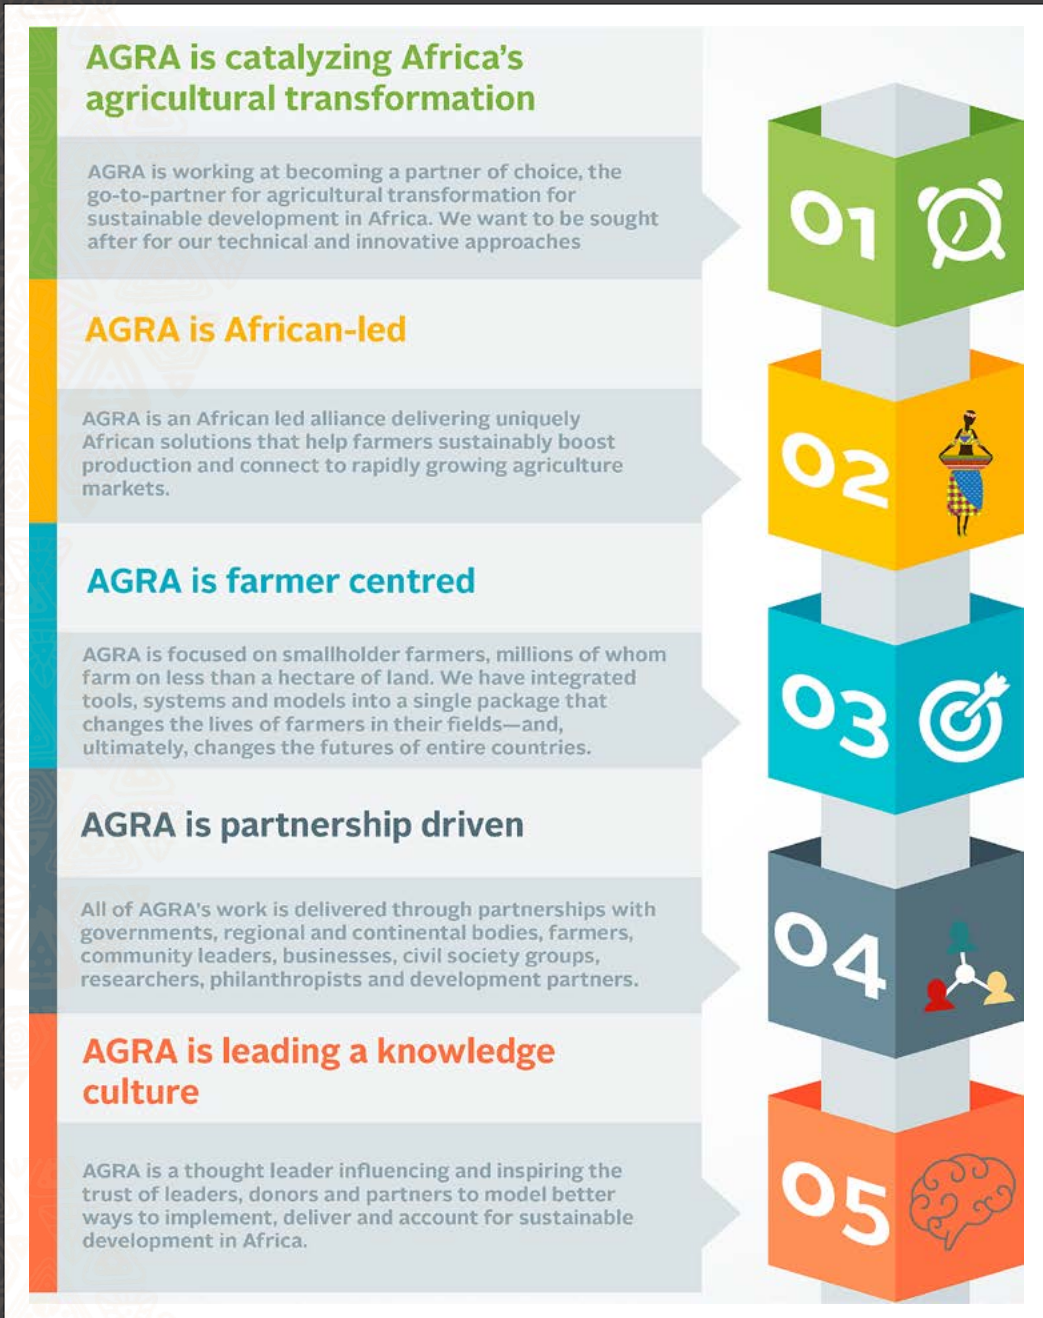 AGRA is catalyzing Africa's
agricultural transformation
AGRA is working at becoming a partner of choice, the
go-to-partner for agricultural transformation for
sustainable development in Africa. We want to be sought
after for our technical and innovative approaches
01
AGRA is African-led
AGRA is an African led alliance delivering uniquely
African solutions that help farmers sustainably boost
production and connect to rapidly growing agriculture
markets.
02
AGRA is farmer centred
AGRA is focused on smallholder farmers, millions of whom
farm on less than a hectare of land. We have integrated
tools, systems and models into a single package that
changes the lives of farmers in their fields—and,
ultimately, changes the futures of entire countries.
03
AGRA is partnership driven
All of AGRA's work is delivered through partnerships with
governments, regional and continental bodies, farmers,
community leaders, businesses, civil society groups,
researchers, philanthropists and development partners.
04
AGRA is leading a knowledge
culture
AGRA is a thought leader influencing and inspiring the
trust of leaders, donors and partners to model better
ways to implement, deliver and account for sustainable
development in Africa.
05